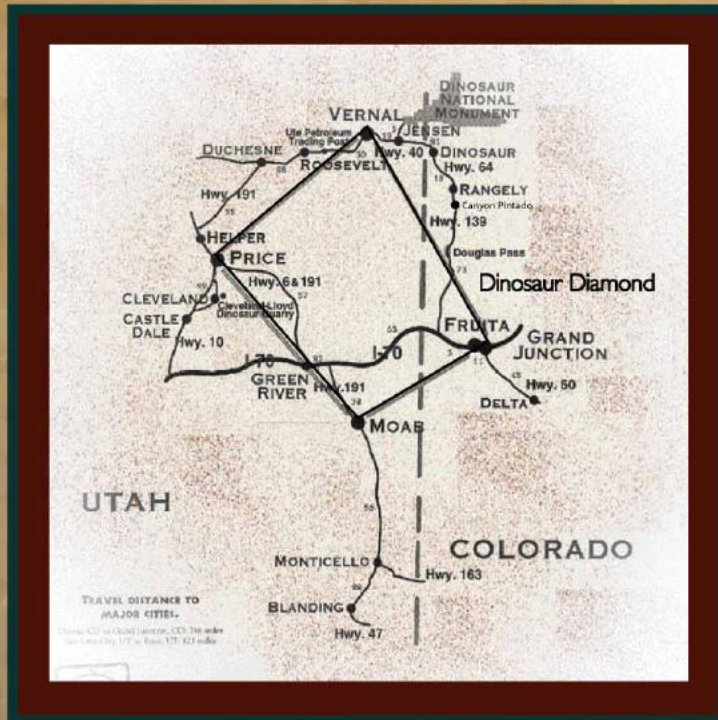 DINOSAUR
NATIONAL
MONUMENT
VERNAL
Ute Petroleum
Trading Post
JENSEN
DUCHESNE
ROOSEVELT
Hwy. 40
DINOSAUR
Hwy. 64
Hwy. 191
RANGELY
Canyon Pintado
Hwy. 139
HELPER
PRICE
Douglas Pass
73
Hwy. 6 & 191
Dinosaur Diamond
CLEVELAND
Cleveland-Lloyd
Dinosaur Quarry
CASTLE
DALE
FRUITA
Hwy. 10
I-70
I-70
GRAND
JUNCTION
GREEN
RIVER
Hwy.191
Hwy. 50
DELTA
MOAB
UTAH
COLORADO
MONTICELLO
Hwy. 163
BLANDING
Hwy. 47
TRAVEL DISTANCE TO
MAJOR CITIES.